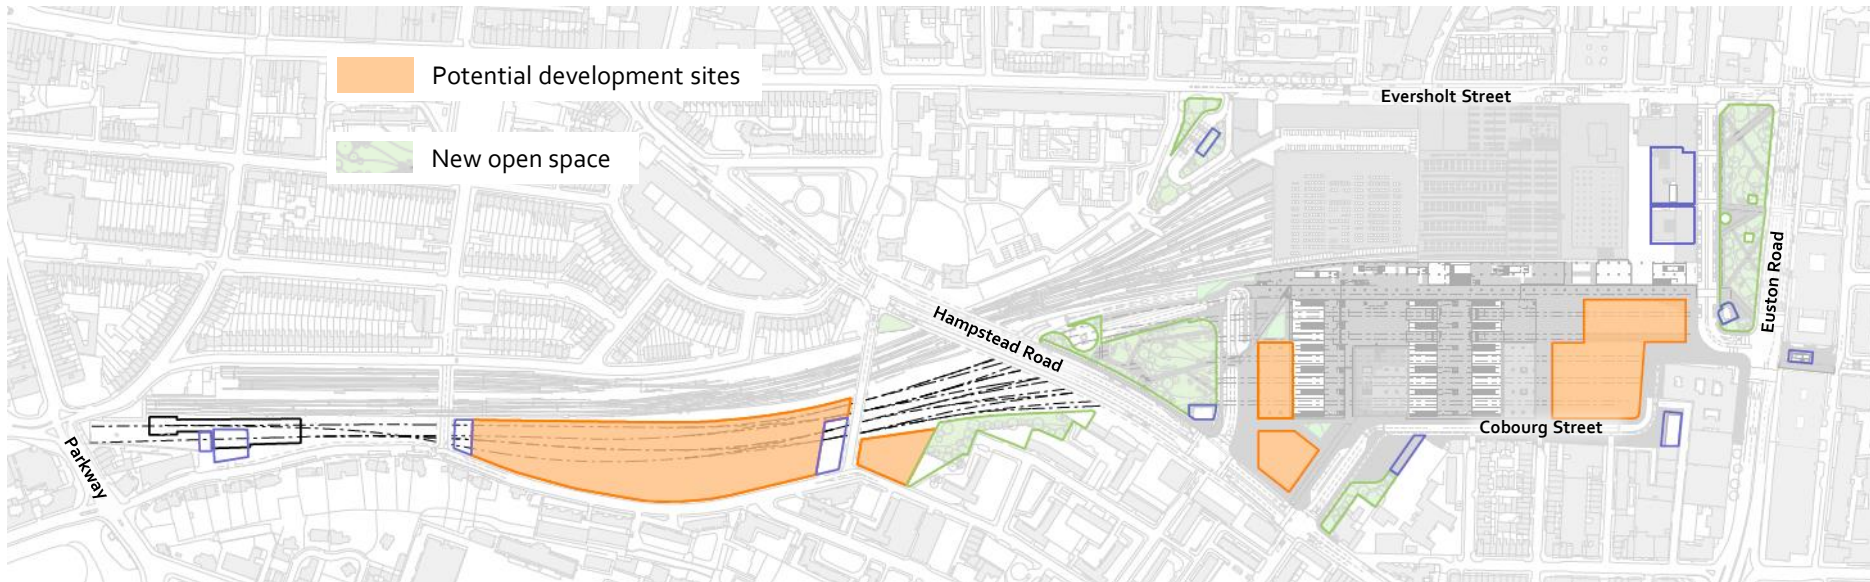 Potential development sites
New open space
Eversholt Street
Euston Road
Hampstead Road
Cobourg Street
Parkway